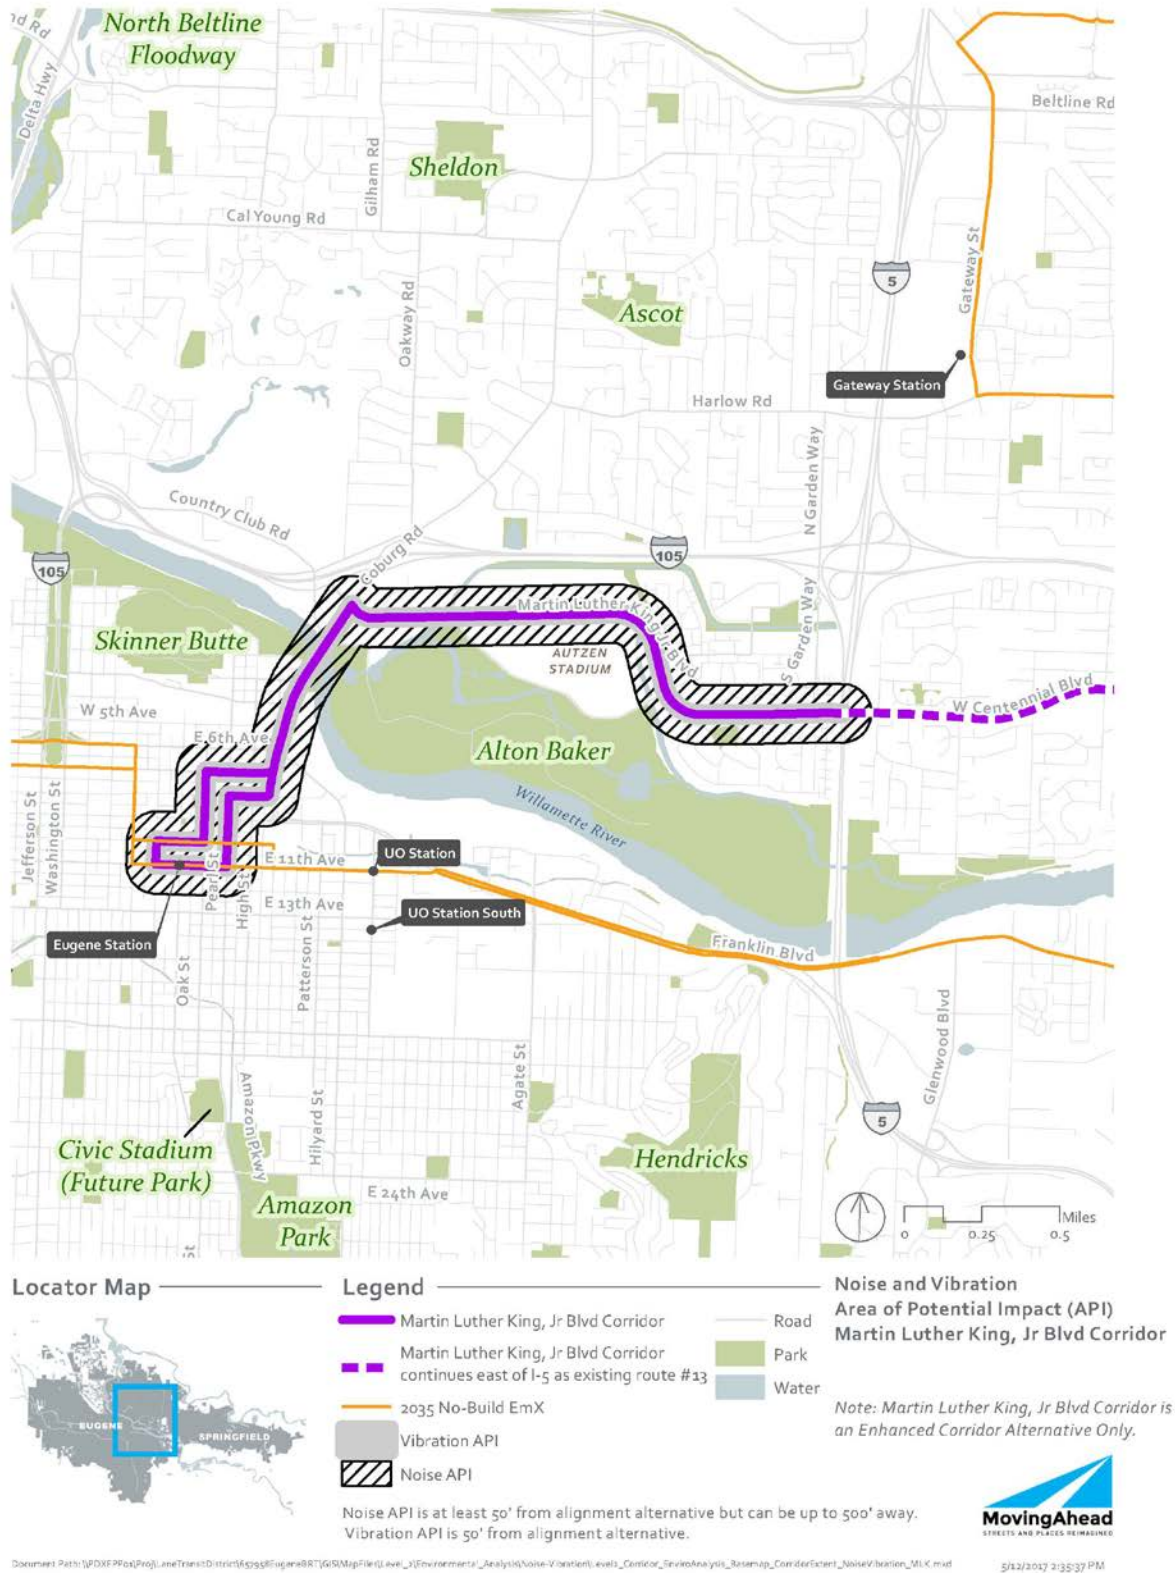 North Beltline
Floodway
nd Rd
Delta Hwy
Beltline Rd
Gilham Rd
Sheldon
Cal Young Rd
Gateway St
5
Oakway Rd
Ascot
Gateway Station
Harlow Rd
N Garden Way
Country Club Rd
Coburg Rd
105
105
Martin Luther King Jr Blvd
S Garden Way
Skinner Butte
AUTZEN
STADIUM
W Centennial Blvd
W 5th Ave
E 6th Ave
Alton Baker
Willamette River
Jefferson St
Washington St
Pearl St
High St
E 11th Ave
UO Station
E 13th Ave
UO Station South
Eugene Station
Franklin Blvd
Oak St
Patterson St
Glenwood Blvd
Agate St
Amazon Pkwy
Hilyard St
5
Civic Stadium
(Future Park)
Hendricks
E 24th Ave
Amazon
Park
St
Miles
0 0.25 0.5
Locator Map
EUGENE
SPRINGFIELD
Legend
Martin Luther King, Jr Blvd Corridor
Martin Luther King, Jr Blvd Corridor
continues east of I-5 as existing route #13
2035 No-Build EmX
Vibration API
Noise API
Road
Park
Water
Noise API is at least 50' from alignment alternative but can be up to 500' away.
Vibration API is 50' from alignment alternative.
Noise and Vibration
Area of Potential Impact (API)
Martin Luther King, Jr Blvd Corridor
Note: Martin Luther King, Jr Blvd Corridor is
an Enhanced Corridor Alternative Only.
MovingAhead
STREETS AND PLACES REIMAGINED
5/12/2017 2:35:37 PM